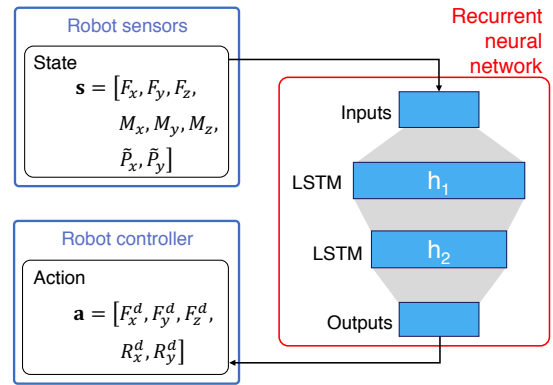 Robot sensors
State
s = [F_x, F_y, F_z,
M_x, M_y, M_z,
P̃_x, P̃_y]
Robot controller
Action
a = [F_x^d, F_y^d, F_z^d,
R_x^d, R_y^d]
Recurrent
neural
network
Inputs
LSTM
h_1
LSTM
h_2
Outputs